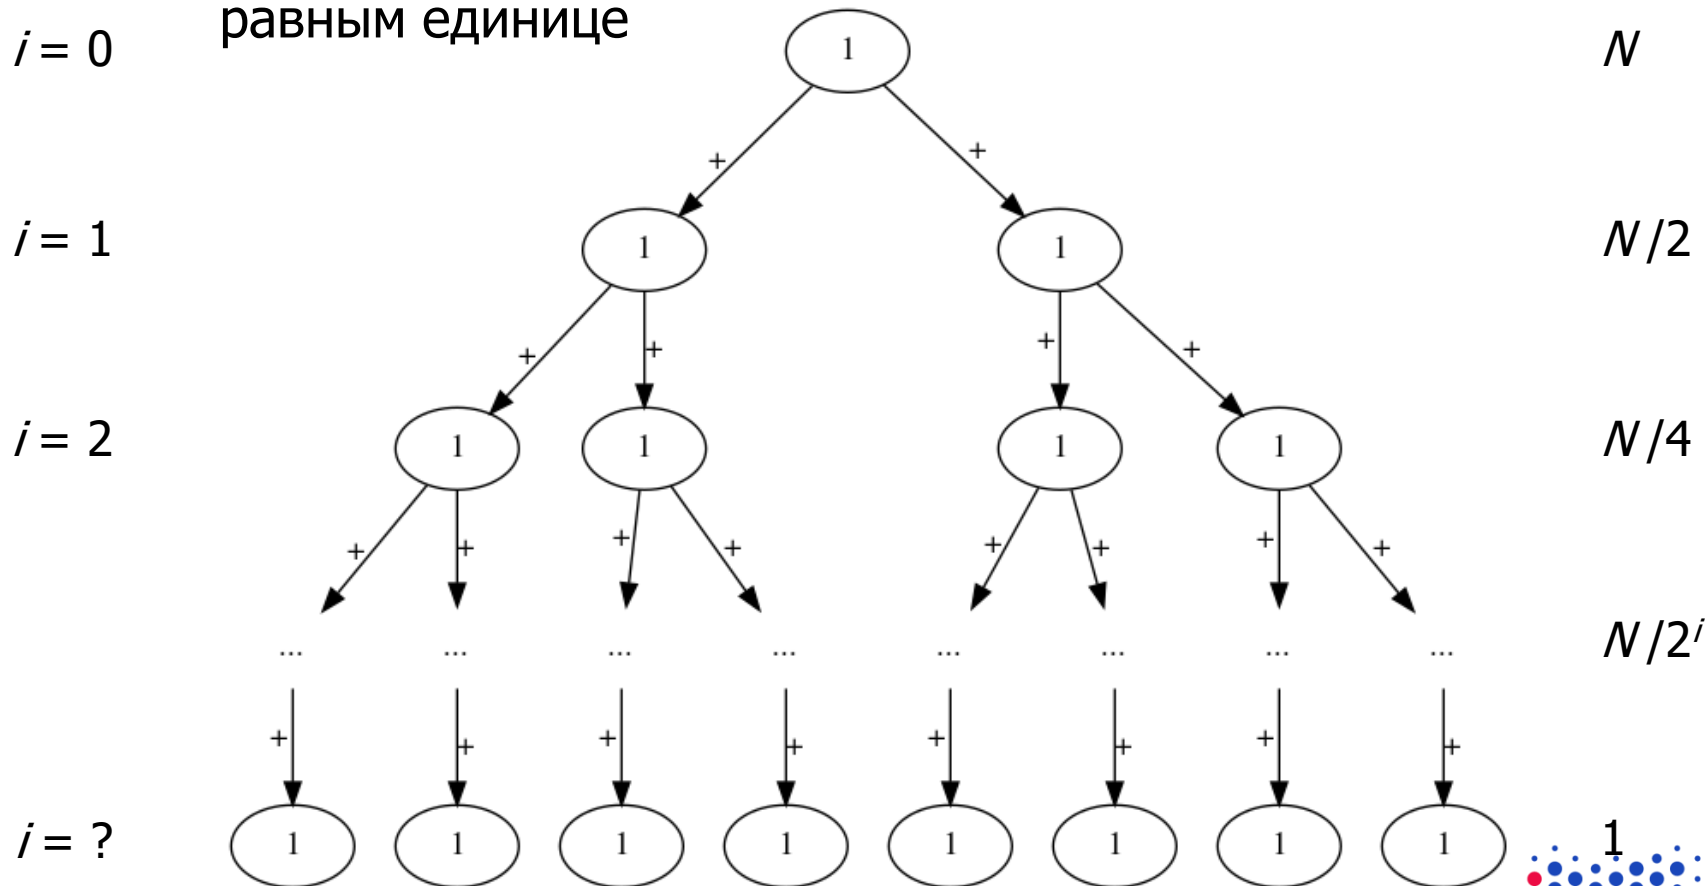 равным единице
i = 0 1 N
+ +
i = 1 1 1 N/2
+ + + +
i = 2 1 1 1 1 N/4
+ + + + + + + +
... ... ... ... ... ... ... ... N/2ⁱ
+ + + + + + + +
i = ? 1 1 1 1 1 1 1 1 1